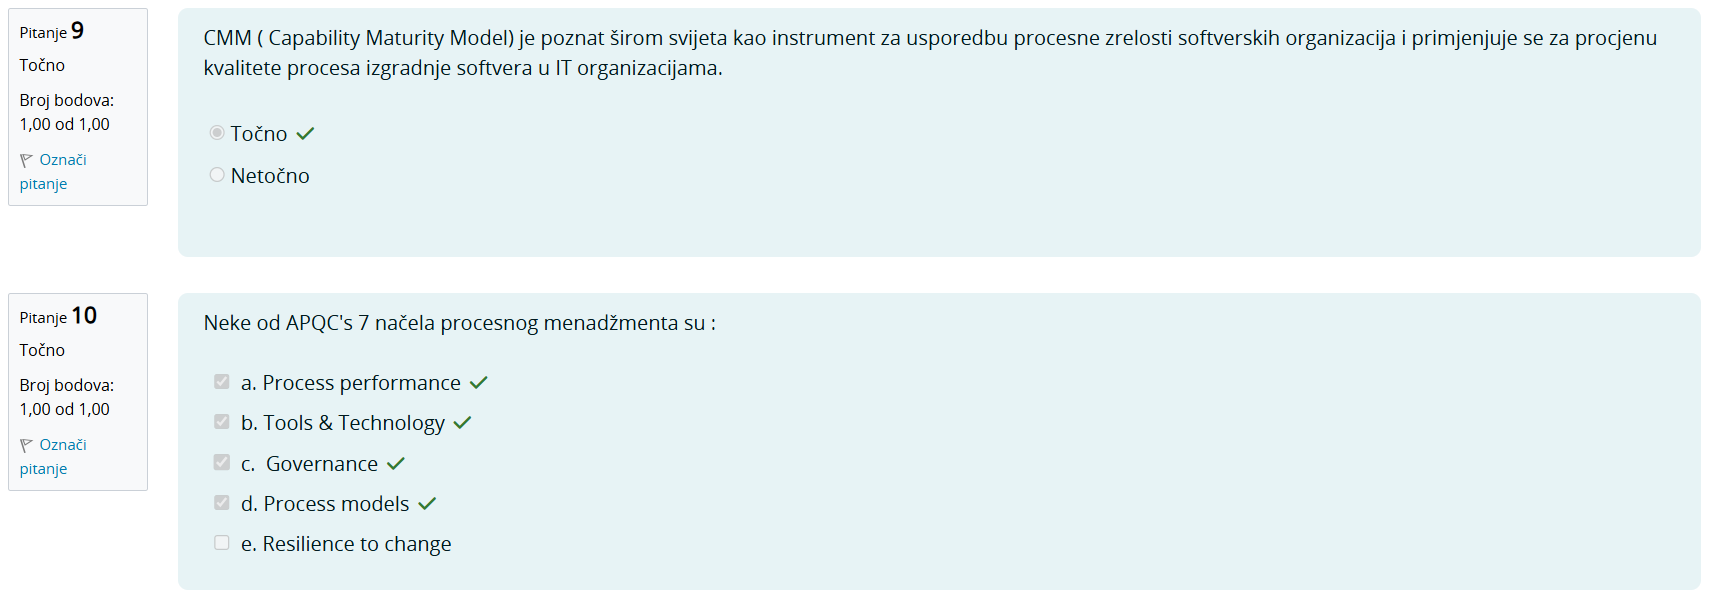 Pitanje 9
Točno
Broj bodova:
1,00 od 1,00
Označi
pitanje
CMM ( Capability Maturity Model) je poznat širom svijeta kao instrument za usporedbu procesne zrelosti softverskih organizacija i primjenjuje se za procjenu
kvalitete procesa izgradnje softvera u IT organizacijama.
Točno
Netočno
Pitanje 10
Točno
Broj bodova:
1,00 od 1,00
Označi
pitanje
Neke od APQC's 7 načela procesnog menadžmenta su :
a. Process performance
b. Tools & Technology
c. Governance
d. Process models
e. Resilience to change